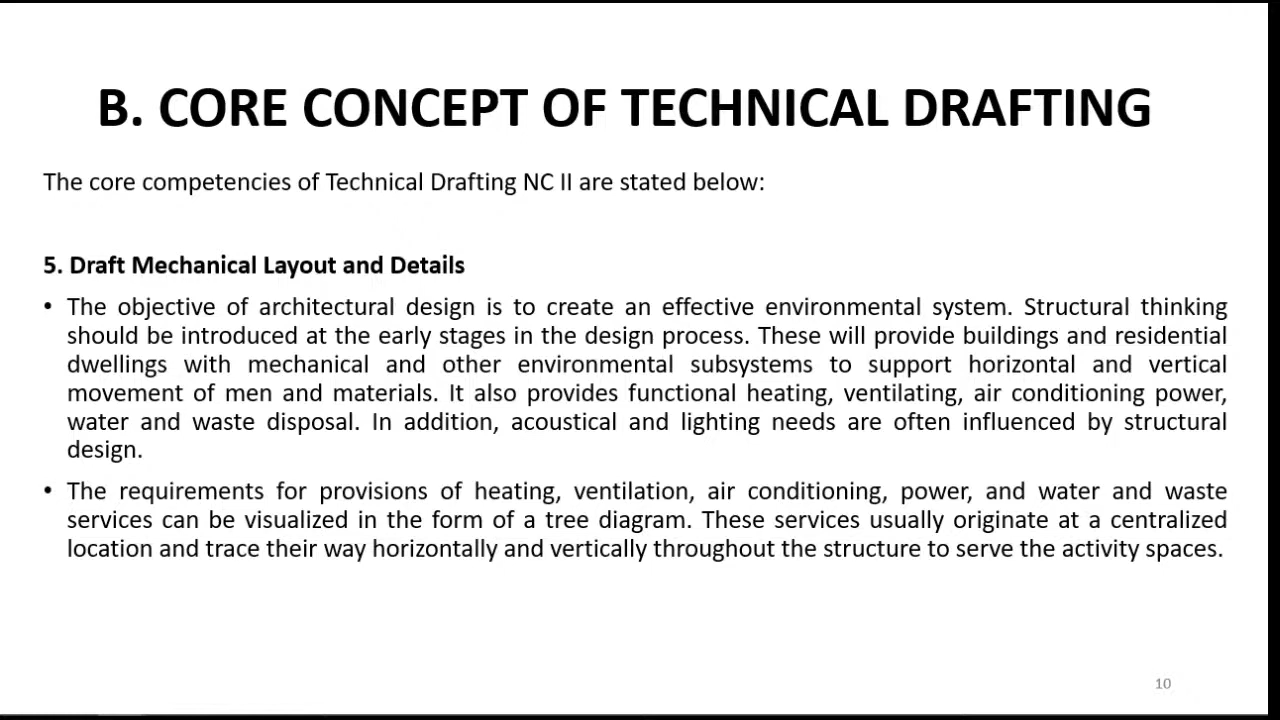 B. CORE CONCEPT OF TECHNICAL DRAFTING
The core competencies of Technical Drafting NC II are stated below:
5. Draft Mechanical Layout and Details
• The objective of architectural design is to create an effective environmental system. Structural thinking
should be introduced at the early stages in the design process. These will provide buildings and residential
dwellings with mechanical and other environmental subsystems to support horizontal and vertical
movement of men and materials. It also provides functional heating, ventilating, air conditioning power,
water and waste disposal. In addition, acoustical and lighting needs are often influenced by structural
design.
• The requirements for provisions of heating, ventilation, air conditioning, power, and water and waste
services can be visualized in the form of a tree diagram. These services usually originate at a centralized
location and trace their way horizontally and vertically throughout the structure to serve the activity spaces.
10